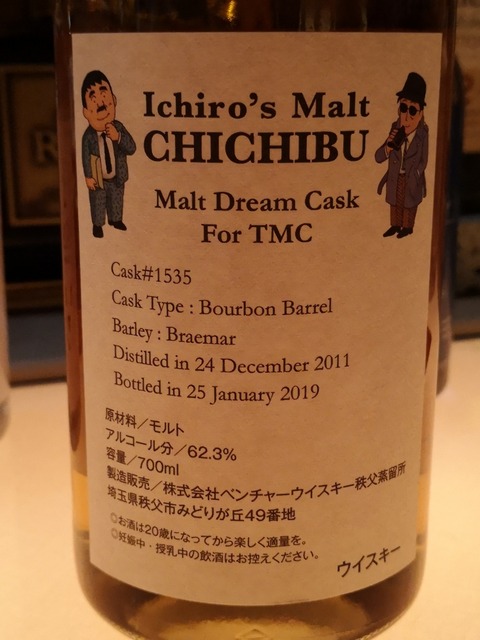 Ichiro's Malt
CHICHIBU
Malt Dream Cask
For TMC
Cask#1535
Cask Type : Bourbon Barrel
Barley : Braemar
Distilled in 24 December 2011
Bottled in 25 January 2019
原材料／モルト
アルコール分／62.3%
容量／700ml
製造販売／株式会社ベンチャーウイスキー秩父蒸留所
埼玉県秩父市みどりが丘49番地
◎お酒は20歳になってから楽しく適量を。
◎妊娠中・授乳中の飲酒はお控えください。
ウイスキー